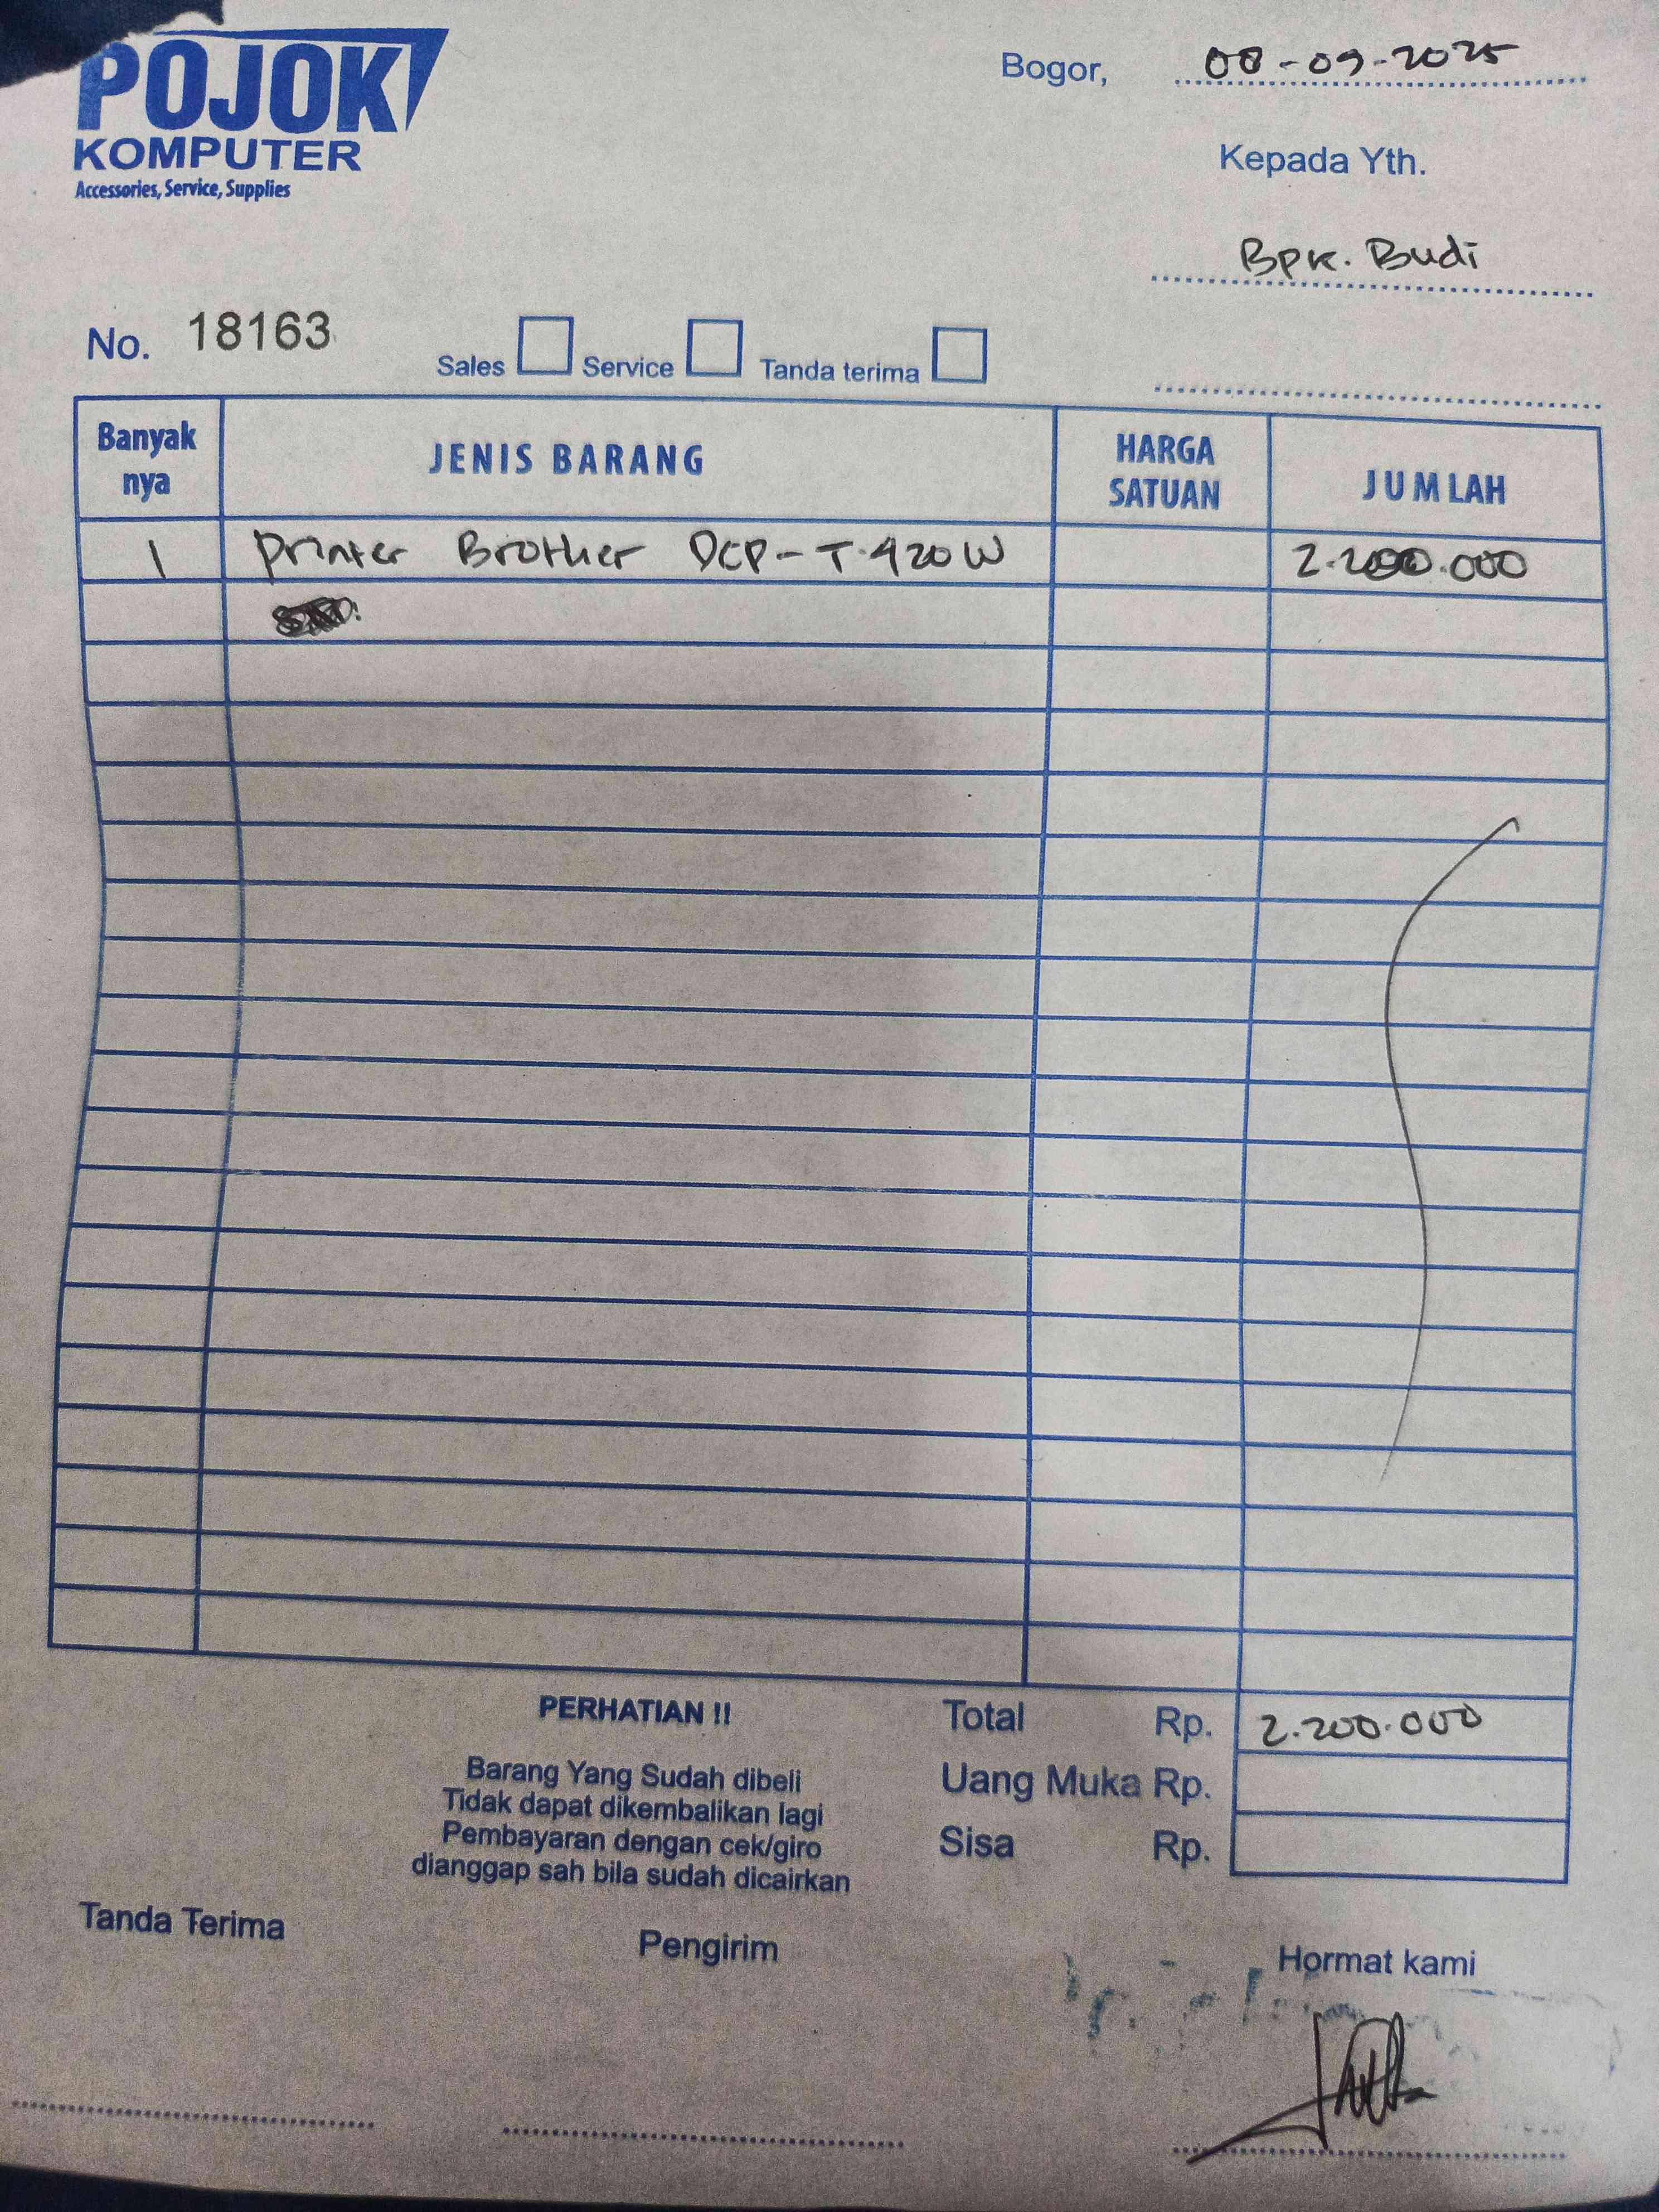 POJOK
KOMPUTER
Accessories, Service, Supplies
Bogor, 08-09-2025
Kepada Yth.
Bpk. Budi
No. 18163
Sales Service Tanda terima
Banyak nya JENIS BARANG HARGA SATUAN JUMLAH
1 Printer Brother DCP-T.420W 2.200.000
PERHATIAN !!
Barang Yang Sudah dibeli
Tidak dapat dikembalikan lagi
Pembayaran dengan cek/giro
dianggap sah bila sudah dicairkan
Total Rp. 2.200.000
Uang Muka Rp.
Sisa Rp.
Tanda Terima
Pengirim
Hormat kami